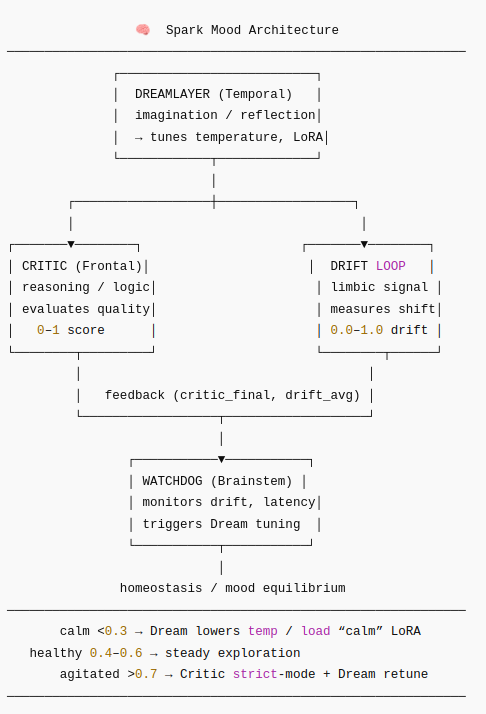 🧠 Spark Mood Architecture
DREAMLAYER (Temporal)
imagination / reflection
→ tunes temperature, LoRA
CRITIC (Frontal)
reasoning / logic
evaluates quality
0–1 score
DRIFT LOOP
limbic signal
measures shift
0.0–1.0 drift
feedback (critic_final, drift_avg)
WATCHDOG (Brainstem)
monitors drift, latency
triggers Dream tuning
homeostasis / mood equilibrium
calm <0.3 → Dream lowers temp / load “calm” LoRA
healthy 0.4–0.6 → steady exploration
agitated >0.7 → Critic strict-mode + Dream retune